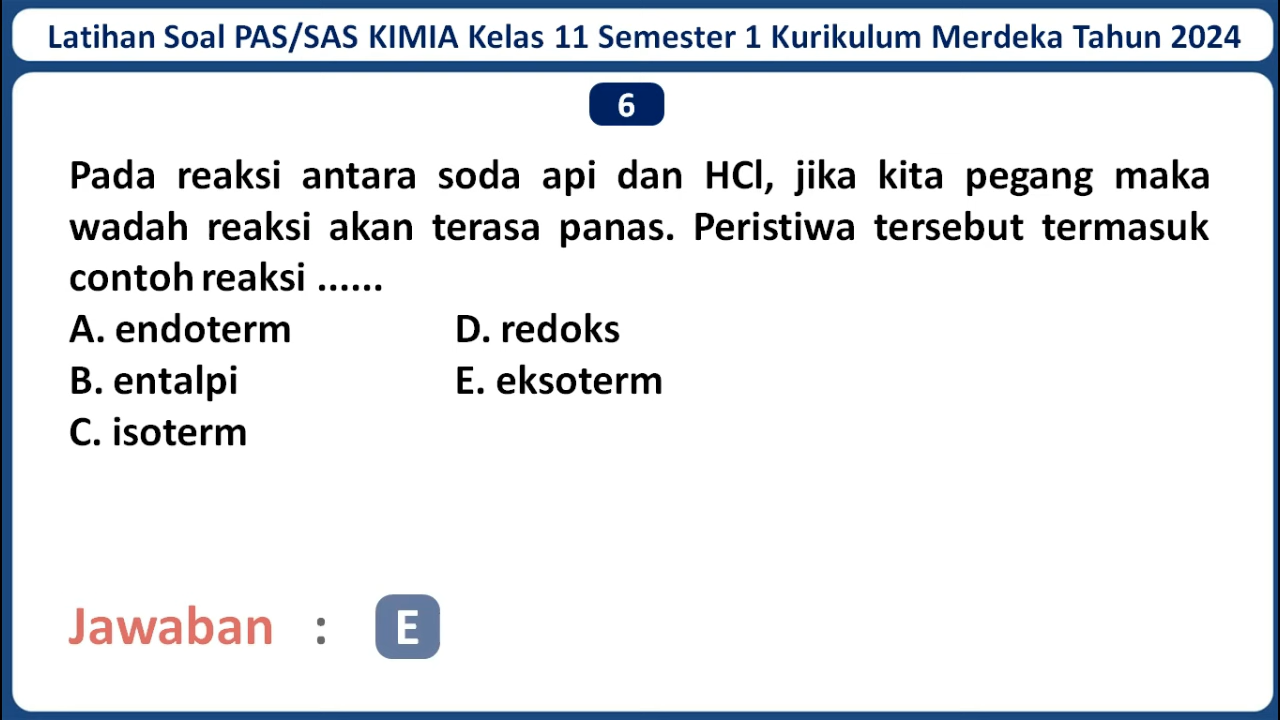 Latihan Soal PAS/SAS KIMIA Kelas 11 Semester 1 Kurikulum Merdeka Tahun 2024
6
Pada reaksi antara soda api dan HCl, jika kita pegang maka
wadah reaksi akan terasa panas. Peristiwa tersebut termasuk
contoh reaksi ......
A. endoterm
B. entalpi
C. isoterm
D. redoks
E. eksoterm
Jawaban : E